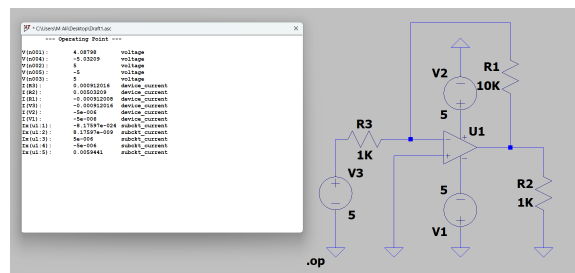 * C:\Users\M Ali\Desktop\Draft1.asc
--- Operating Point ---
V(n001): 4.08798 voltage
V(n004): -5.03209 voltage
V(n002): 5 voltage
V(n005): -5 voltage
V(n003): 5 voltage
I(R3): 0.000912016 device_current
I(R2): 0.00503209 device_current
I(R1): -0.000912008 device_current
I(V3): -0.000912016 device_current
I(V2): -5e-006 device_current
I(V1): -5e-006 device_current
Ix(u1:1): -8.17597e-024 subckt_current
Ix(u1:2): 8.17597e-009 subckt_current
Ix(u1:3): 5e-006 subckt_current
Ix(u1:4): -5e-006 subckt_current
Ix(u1:5): 0.0059441 subckt_current
R1
V2
10K
5
R3
U1
1K
V3
5
R2
1K
5
V1
.op